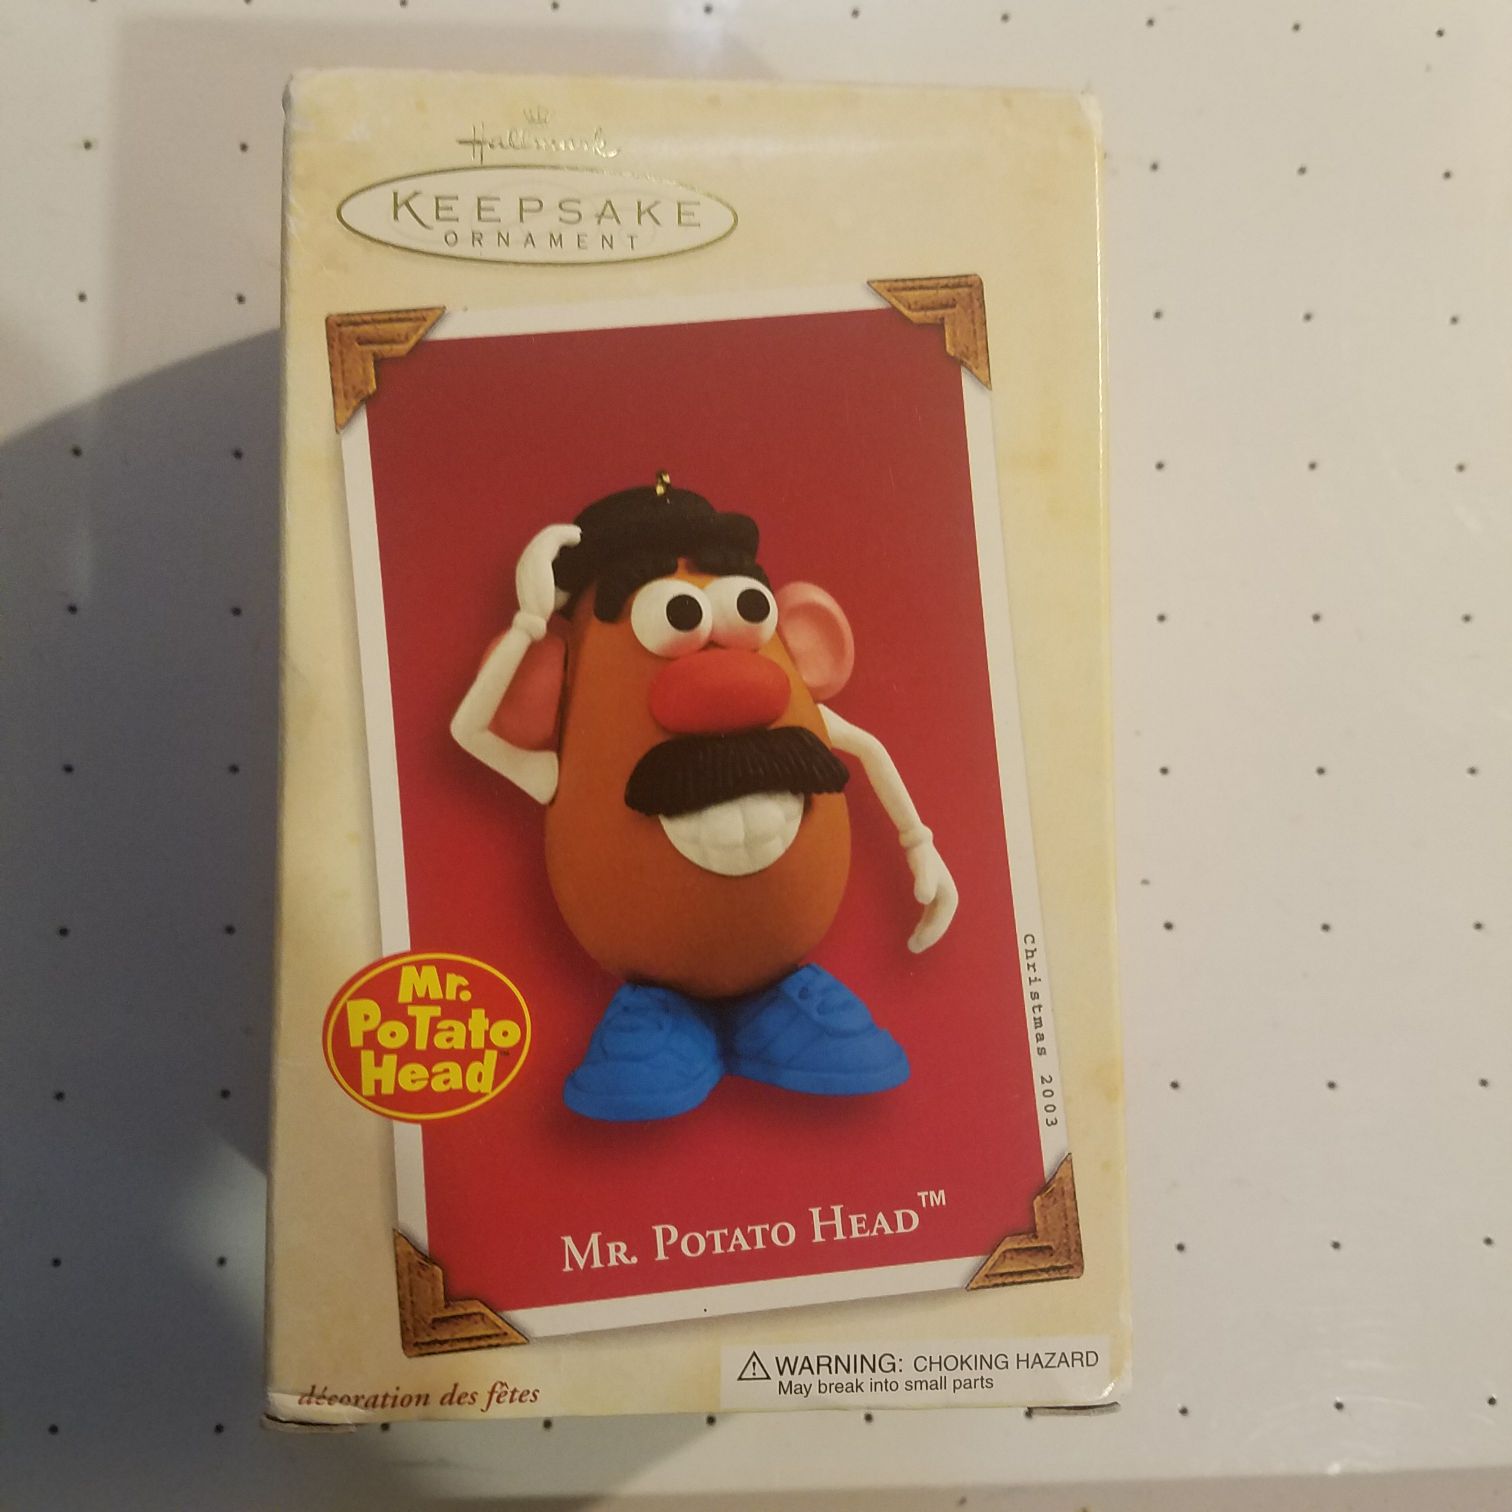 Hallmark
KEEPSAKE
ORNAMENT
Mr.
PoTato
Head™
Christmas 2003
MR. POTATO HEAD™
décoration des fêtes
WARNING: CHOKING HAZARD
May break into small parts